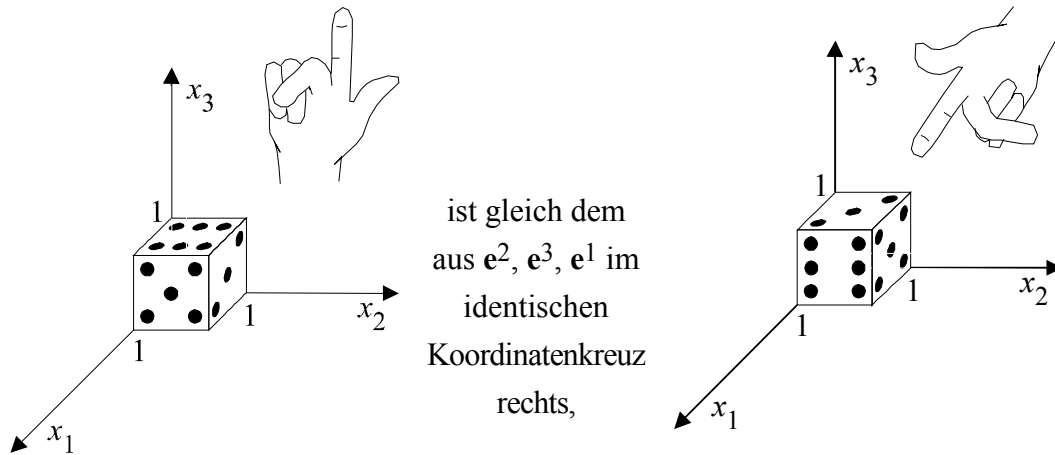 x3
1
1
x2
1
x1
ist gleich dem
aus e2, e3, e1 im
identischen
Koordinatenkreuz
rechts,
x3
1
1
x2
1
x1